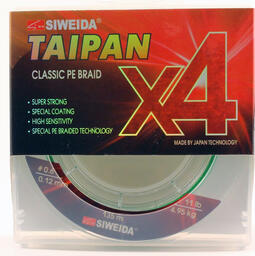 SIWEIDA
TAIPAN
CLASSIC PE BRAID
X4
• SUPER STRONG
• SPECIAL COATING
• HIGH SENSITIVITY
• SPECIAL PE BRAIDED TECHNOLOGY
MADE BY JAPAN TECHNOLOGY
0.12 m
135 m
11 lb
4.95 kg
SIWEIDA